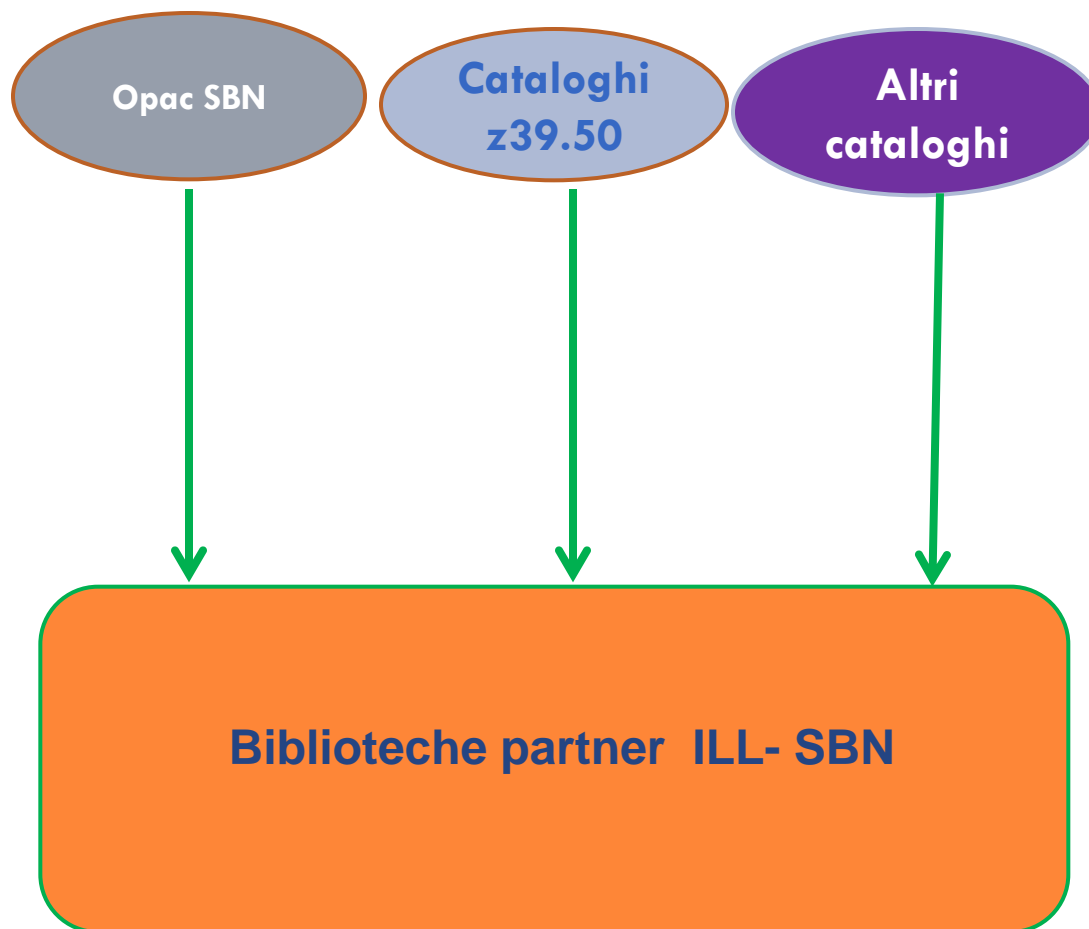 Opac SBN
Cataloghi
z39.50
Altri
cataloghi
Biblioteche partner  ILL- SBN